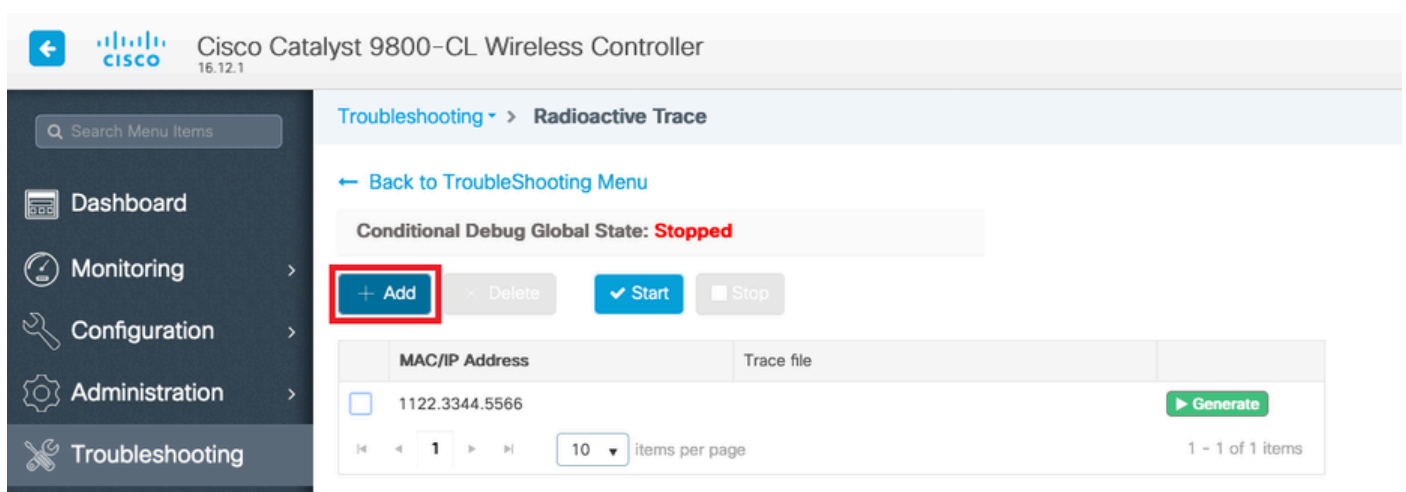 CISCO Cisco Catalyst 9800-CL Wireless Controller
16.12.1
Search Menu Items
Dashboard
Monitoring
Configuration
Administration
Troubleshooting
Troubleshooting > Radioactive Trace
← Back to TroubleShooting Menu
Conditional Debug Global State: Stopped
+ Add × Delete ✔ Start Stop
MAC/IP Address Trace file
1122.3344.5566 Generate
1 10 items per page 1 - 1 of 1 items